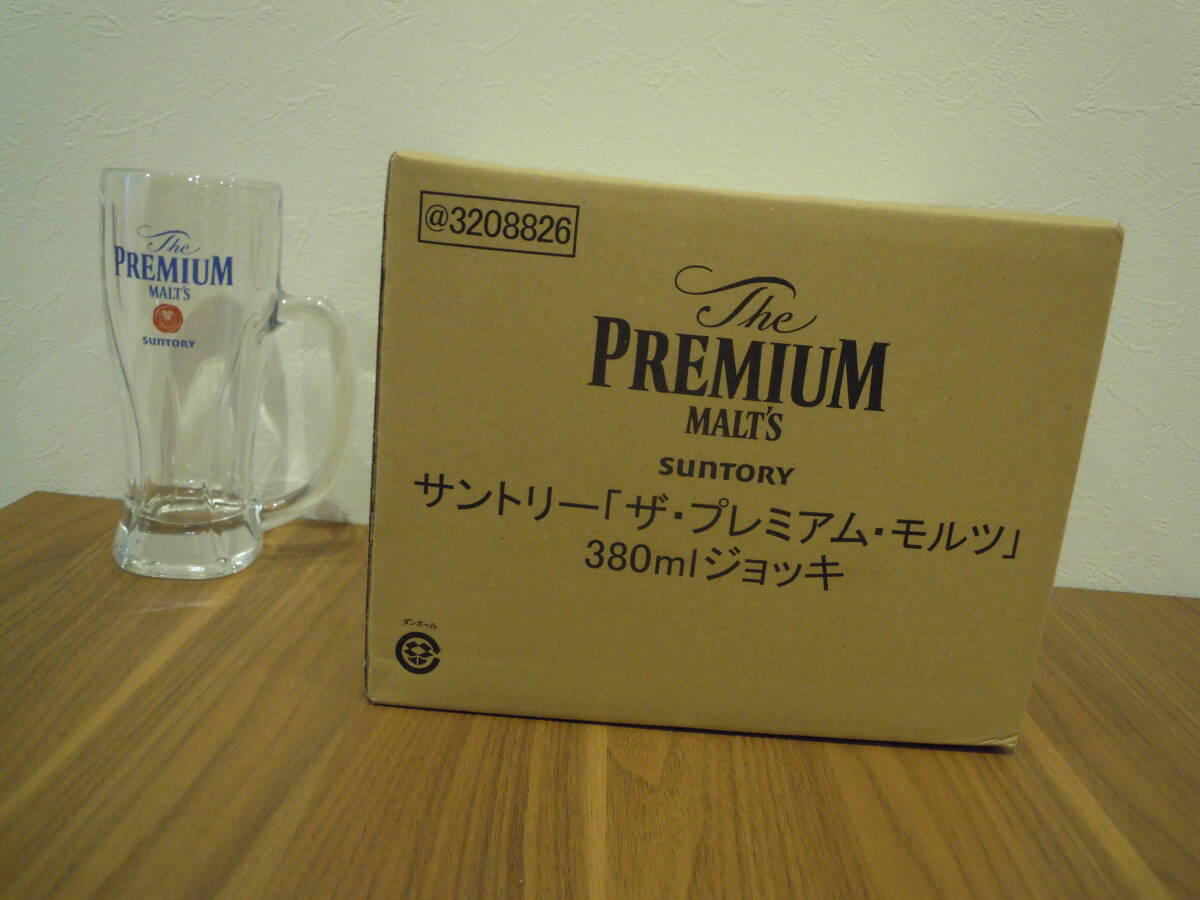 The
PREMIUM
MALT'S
SUNTORY
@3208826
The
PREMIUM
MALT'S
SUNTORY
サントリー「ザ・プレミアム・モルツ」
380mlジョッキ
ダンボール